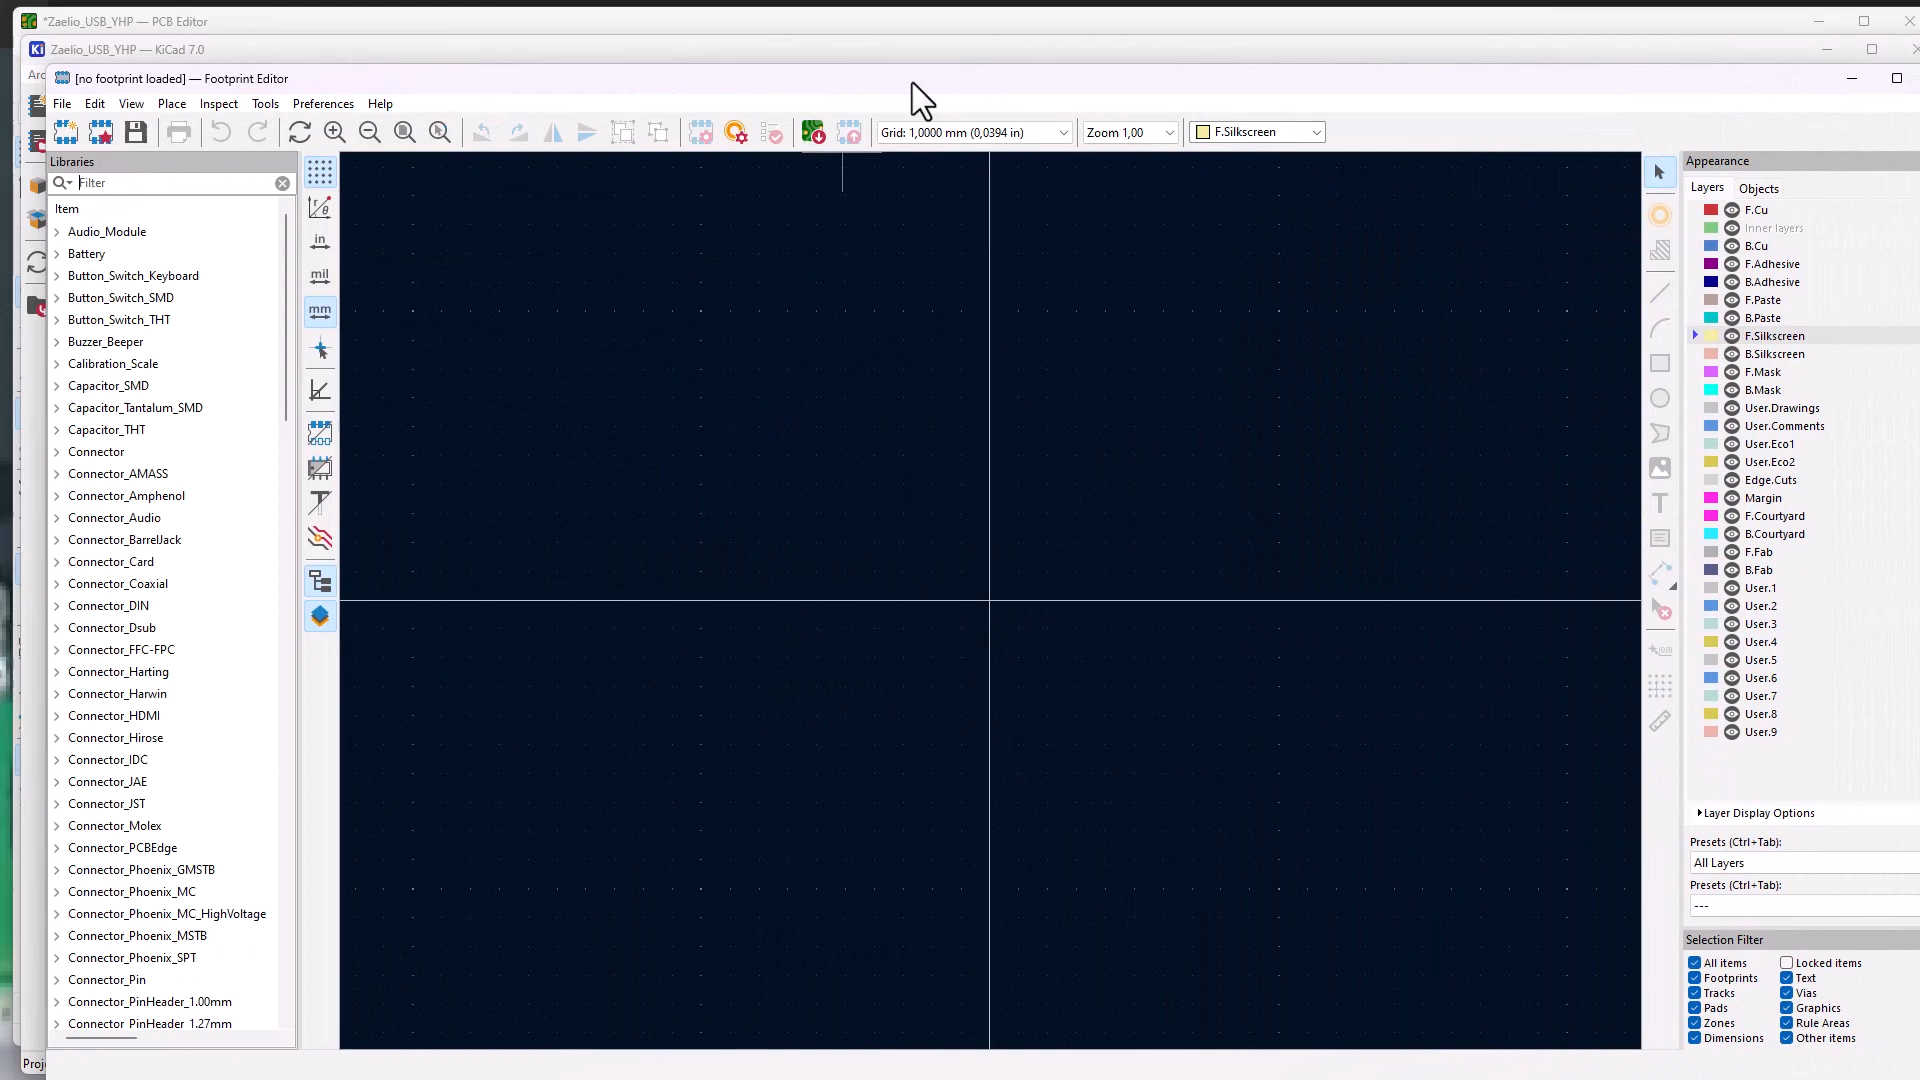 *Zaelio_USB_YHP — PCB Editor
Zaelio_USB_YHP — KiCad 7.0
Arc
[no footprint loaded] — Footprint Editor
File Edit View Place Inspect Tools Preferences Help
Grid: 1,0000 mm (0,0394 in)
Zoom 1,00
F.Silkscreen
Libraries
Filter
Item
Audio_Module
Battery
Button_Switch_Keyboard
Button_Switch_SMD
Button_Switch_THT
Buzzer_Beeper
Calibration_Scale
Capacitor_SMD
Capacitor_Tantalum_SMD
Capacitor_THT
Connector
Connector_AMASS
Connector_Amphenol
Connector_Audio
Connector_BarrelJack
Connector_Card
Connector_Coaxial
Connector_DIN
Connector_Dsub
Connector_FFC-FPC
Connector_Harting
Connector_Harwin
Connector_HDMI
Connector_Hirose
Connector_IDC
Connector_JAE
Connector_JST
Connector_Molex
Connector_PCBEdge
Connector_Phoenix_GMSTB
Connector_Phoenix_MC
Connector_Phoenix_MC_HighVoltage
Connector_Phoenix_MSTB
Connector_Phoenix_SPT
Connector_Pin
Connector_PinHeader_1.00mm
Connector_PinHeader_1.27mm
Proje
in
mil
mm
Appearance
Layers Objects
F.Cu
Inner layers
B.Cu
F.Adhesive
B.Adhesive
F.Paste
B.Paste
F.Silkscreen
B.Silkscreen
F.Mask
B.Mask
User.Drawings
User.Comments
User.Eco1
User.Eco2
Edge.Cuts
Margin
F.Courtyard
B.Courtyard
F.Fab
B.Fab
User.1
User.2
User.3
User.4
User.5
User.6
User.7
User.8
User.9
Layer Display Options
Presets (Ctrl+Tab):
All Layers
Presets (Ctrl+Tab):
---
Selection Filter
All items Locked items
Footprints Text
Tracks Vias
Pads Graphics
Zones Rule Areas
Dimensions Other items